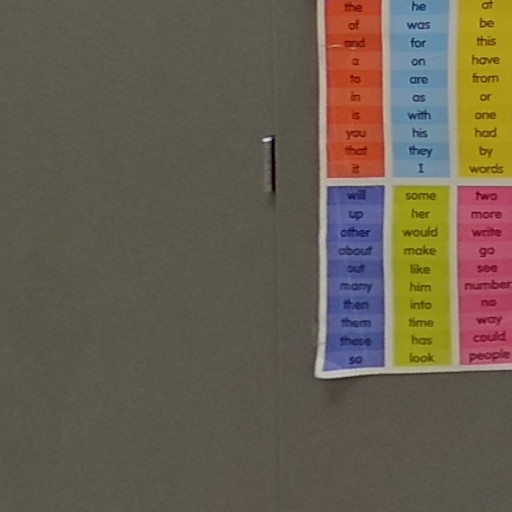 the
of
and
a
to
in
is
you
that
it
he
was
for
on
are
as
with
his
they
I
at
be
this
have
from
or
one
had
by
words
will
up
other
about
out
many
then
them
these
so
some
her
would
make
like
him
into
time
has
look
two
more
write
go
see
number
no
way
could
people